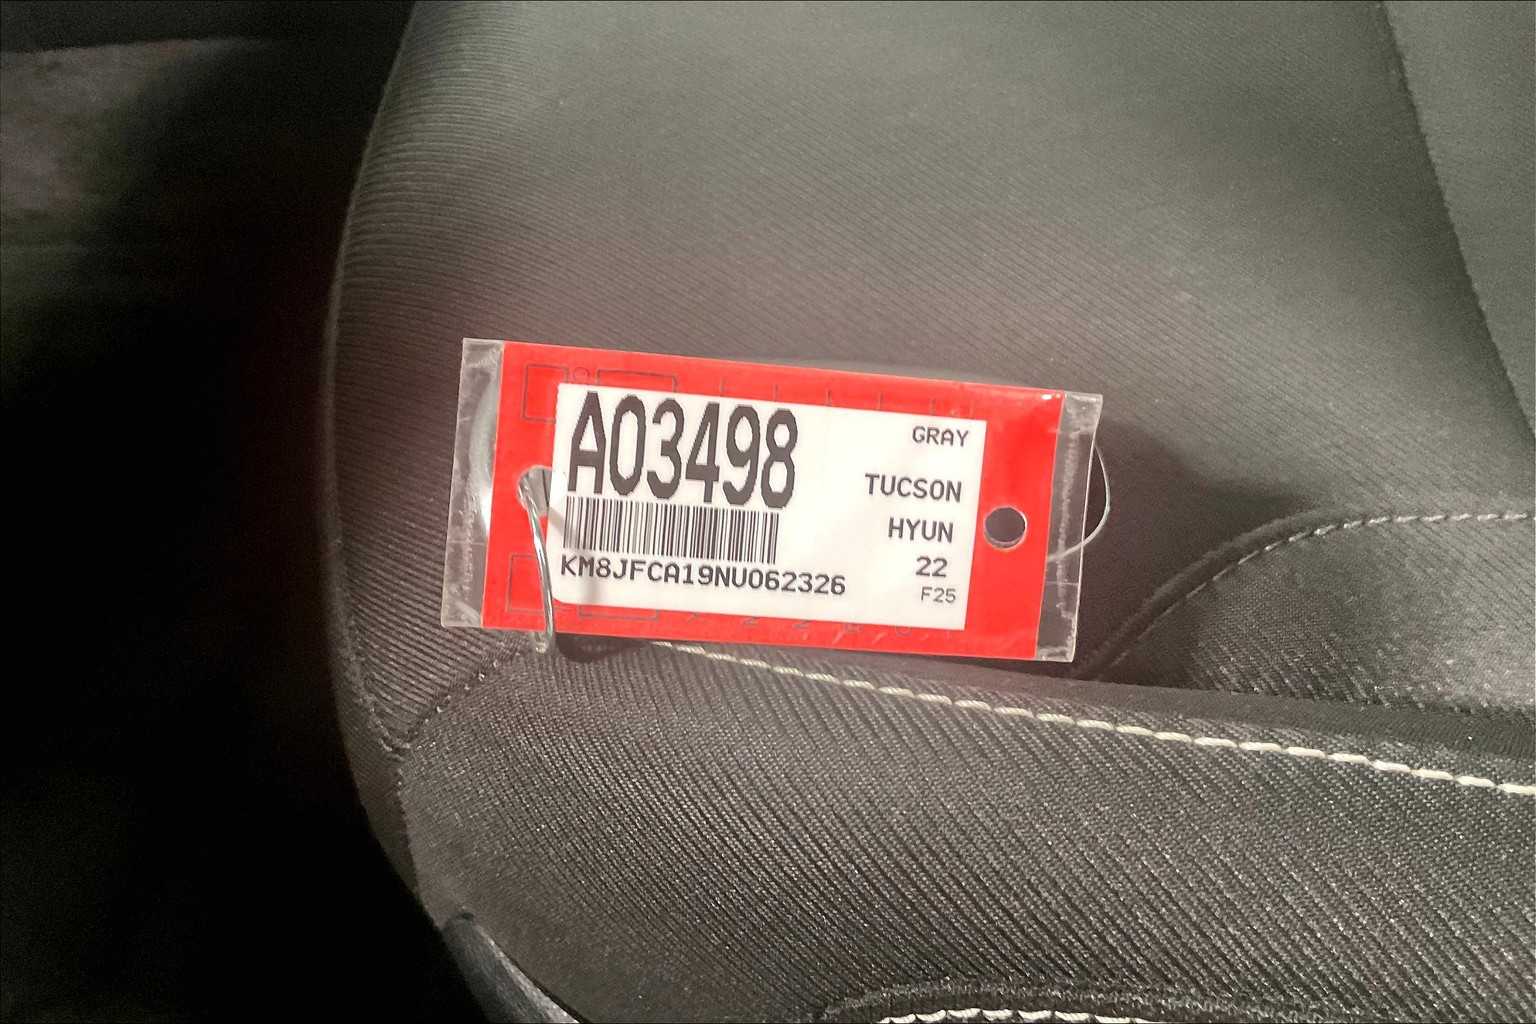 A03498
GRAY
TUCSON
HYUN
22
F25
KM8JFCA19NU062326